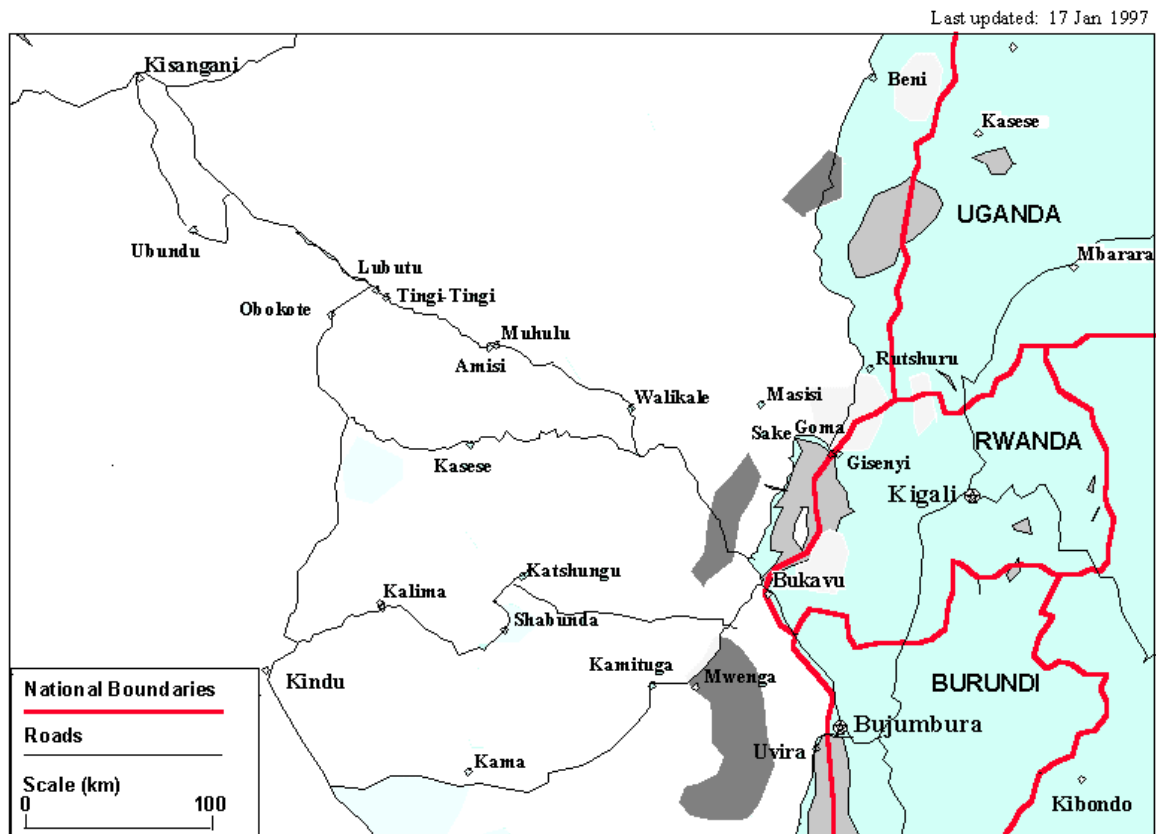 Last updated: 17 Jan 1997
Kisangani
Beni
Kasese
UGANDA
Ubundu
Mbarara
Lubutu
Tingi-Tingi
Obokote
Muhulu
Amisi
Rutshuru
Walikale
Masisi
Sake
Goma
RWANDA
Kasese
Gisenyi
Kigali
Katshungu
Bukavu
Kalima
Shabunda
Kamituga
Mwenga
Kindu
BURUNDI
Bujumbura
Uvira
Kama
Kibondo
National Boundaries
Roads
Scale (km)
0 100